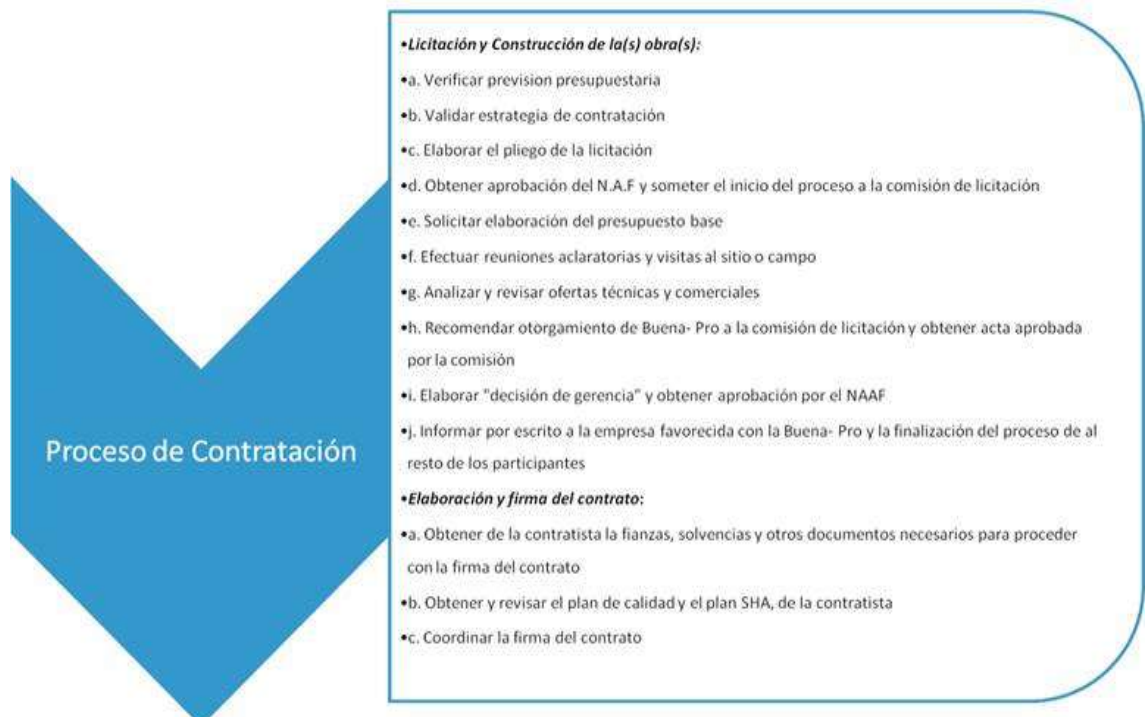 •Licitación y Construcción de la(s) obra(s):
•a. Verificar prevision presupuestaria
•b. Validar estrategia de contratación
•c. Elaborar el pliego de la licitación
•d. Obtener aprobación del N.A.F y someter el inicio del proceso a la comisión de licitación
•e. Solicitar elaboración del presupuesto base
•f. Efectuar reuniones aclaratorias y visitas al sitio o campo
•g. Analizar y revisar ofertas técnicas y comerciales
•h. Recomendar otorgamiento de Buena- Pro a la comisión de licitación y obtener acta aprobada
por la comisión
•i. Elaborar "decisión de gerencia" y obtener aprobación por el NAAF
•j. Informar por escrito a la empresa favorecida con la Buena- Pro y la finalización del proceso de al
resto de los participantes
•Elaboración y firma del contrato:
•a. Obtener de la contratista la fianzas, solvencias y otros documentos necesarios para proceder
con la firma del contrato
•b. Obtener y revisar el plan de calidad y el plan SHA, de la contratista
•c. Coordinar la firma del contrato
Proceso de Contratación